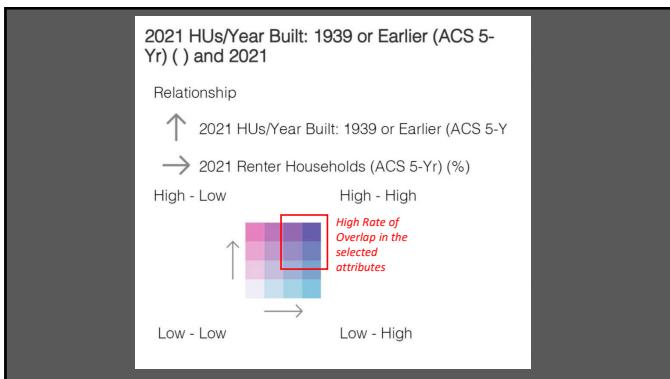 2021 HUs/Year Built: 1939 or Earlier (ACS 5-
Yr) ( ) and 2021
Relationship
2021 HUs/Year Built: 1939 or Earlier (ACS 5-Y
2021 Renter Households (ACS 5-Yr) (%)
High - Low
High - High
High Rate of
Overlap in the
selected
attributes
Low - Low
Low - High